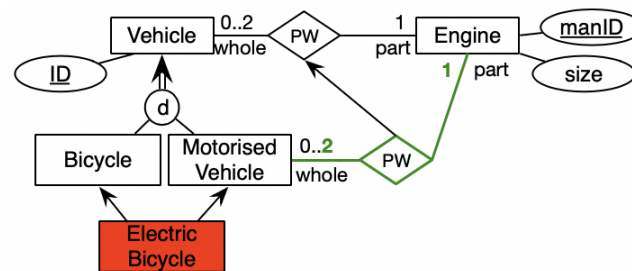 Vehicle
0..2
whole
PW
1
part
Engine
manID
size
ID
1
part
d
Bicycle
Motorised
Vehicle
0..2
whole
PW
Electric
Bicycle